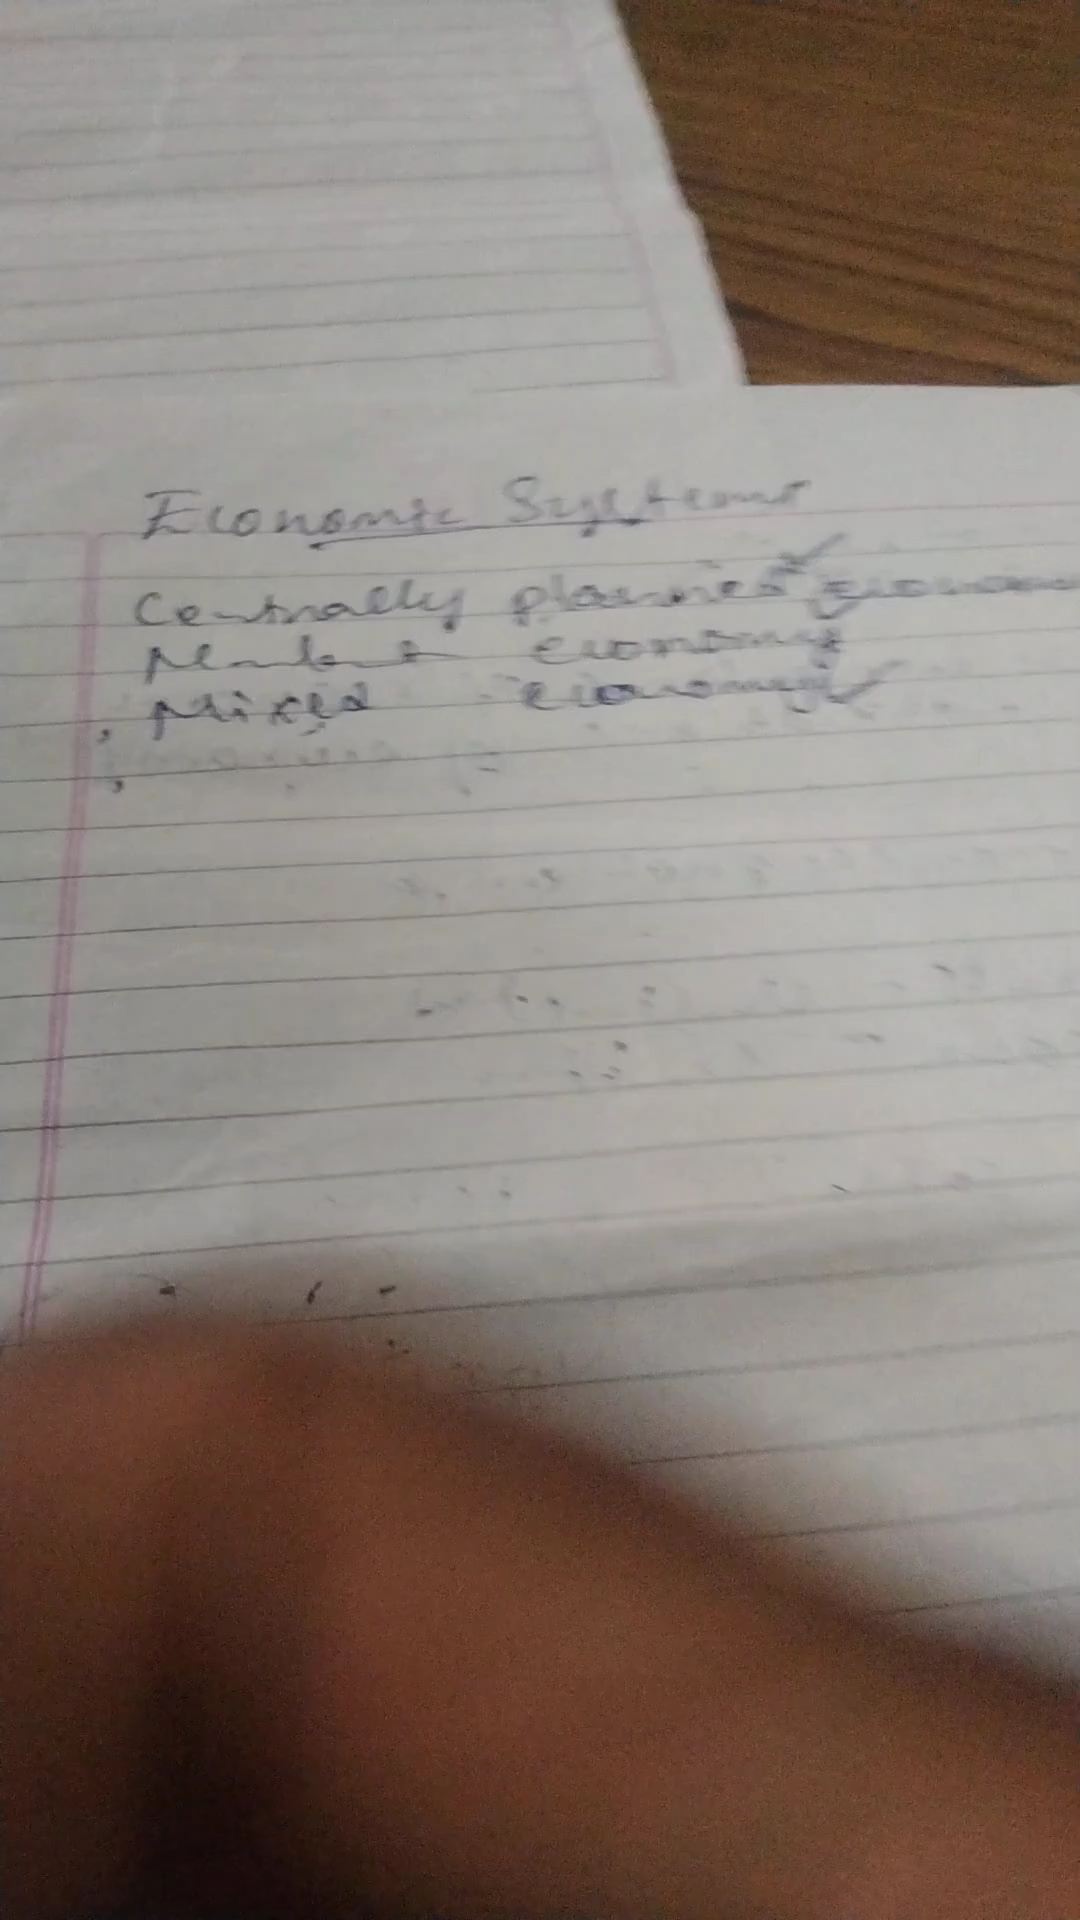 Economic Systems
Centrally planned
Market economy
Mixed economy